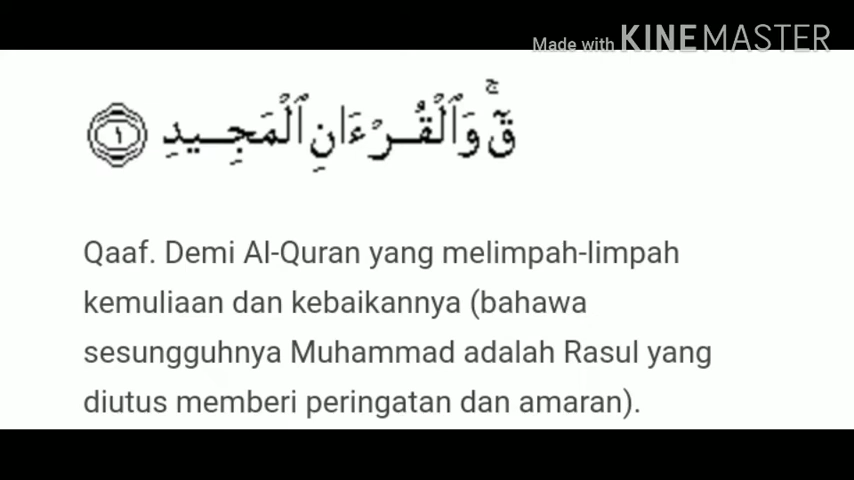 Made with KINEMASTER
قٓ ۚ وَٱلْقُرْءَانِ ٱلْمَجِيدِ ١
Qaaf. Demi Al-Quran yang melimpah-limpah
kemuliaan dan kebaikannya (bahawa
sesungguhnya Muhammad adalah Rasul yang
diutus memberi peringatan dan amaran).